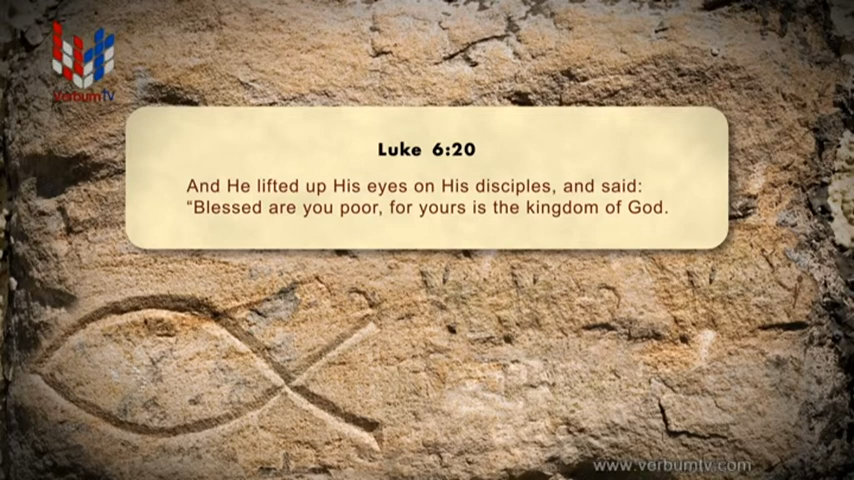 VerbumTV
Luke 6:20
And He lifted up His eyes on His disciples, and said:
“Blessed are you poor, for yours is the kingdom of God.
www.verbumtv.com